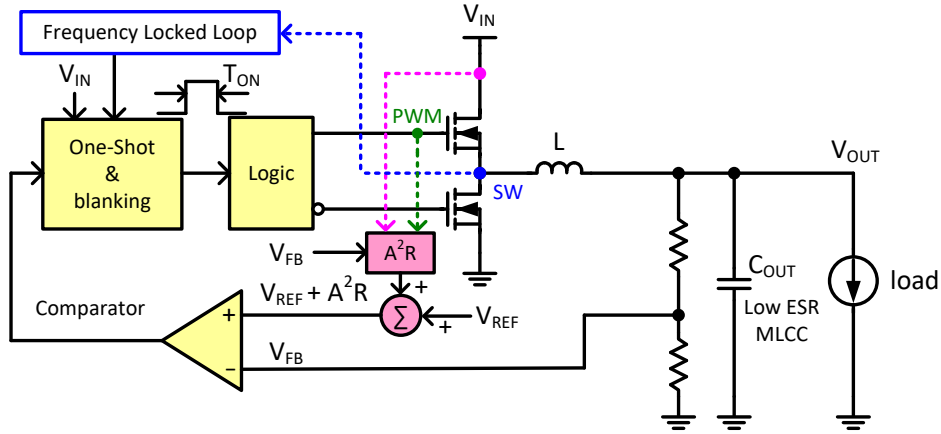 V_IN
Frequency Locked Loop
V_IN
T_ON
PWM
One-Shot
&
blanking
Logic
L
V_OUT
SW
V_FB
A²R
C_OUT
Low ESR
MLCC
load
+
V_REF + A²R
Comparator
+
Σ
+
V_REF
V_FB
−